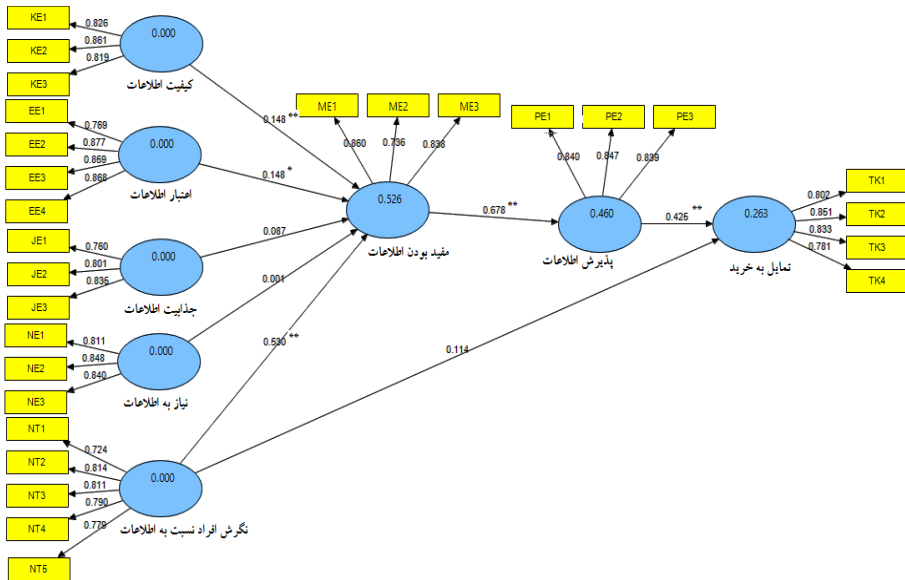 KE1
0.826
KE2
0.861
KE3
0.819
0.000
کیفیت اطلاعات
EE1
0.769
EE2
0.877
EE3
0.869
EE4
0.868
0.000
اعتبار اطلاعات
JE1
0.760
JE2
0.801
JE3
0.835
0.000
جذابیت اطلاعات
NE1
0.811
NE2
0.848
NE3
0.840
0.000
نیاز به اطلاعات
NT1
0.724
NT2
0.814
NT3
0.811
NT4
0.790
NT5
0.779
0.000
نگرش افراد نسبت به اطلاعات
0.148 **
0.148 *
0.087
0.001
0.530 **
0.114
ME1
ME2
ME3
0.860
0.736
0.838
0.526
مفید بودن اطلاعات
0.678 **
PE1
PE2
PE3
0.840
0.847
0.839
0.460
پذیرش اطلاعات
0.426 **
0.263
تمایل به خرید
TK1
0.802
TK2
0.851
TK3
0.833
TK4
0.781